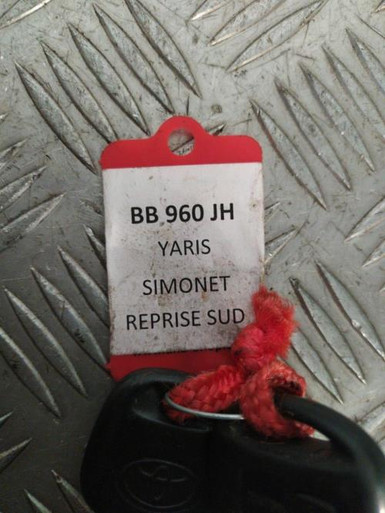 BB 960 JH
YARIS
SIMONET
REPRISE SUD